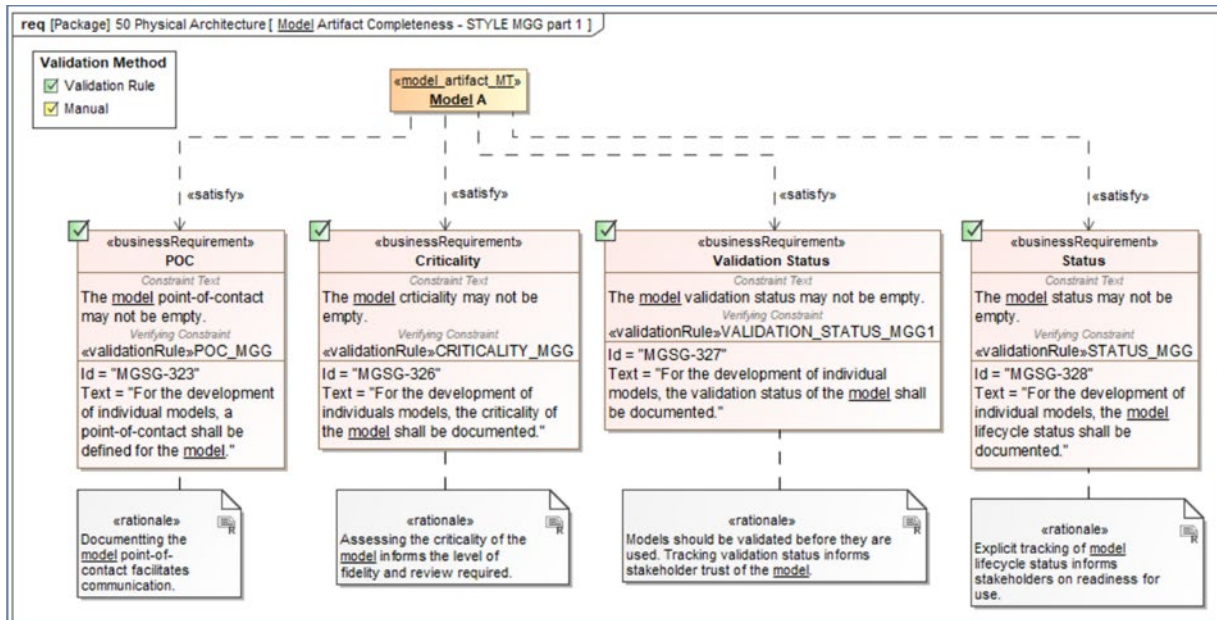 req [Package] 50 Physical Architecture [ Model Artifact Completeness - STYLE MGG part 1 ]
Validation Method
Validation Rule
Manual
«model_artifact_MT»
Model A
«satisfy»
«satisfy»
«satisfy»
«satisfy»
«businessRequirement»
POC
Constraint Text
The model point-of-contact
may not be empty.
Verifying Constraint
«validationRule»POC_MGG
Id = "MGSG-323"
Text = "For the development
of individual models, a
point-of-contact shall be
defined for the model."
«businessRequirement»
Criticality
Constraint Text
The model crticiality may not be
empty.
Verifying Constraint
«validationRule»CRITICALITY_MGG
Id = "MGSG-326"
Text = "For the development of
individuals models, the criticality of
the model shall be documented."
«businessRequirement»
Validation Status
Constraint Text
The model validation status may not be empty.
Verifying Constraint
«validationRule»VALIDATION_STATUS_MGG1
Id = "MGSG-327"
Text = "For the development of individual
models, the validation status of the model shall
be documented."
«businessRequirement»
Status
Constraint Text
The model status may not be
empty.
Verifying Constraint
«validationRule»STATUS_MGG
Id = "MGSG-328"
Text = "For the development of
individual models, the model
lifecycle status shall be
documented."
«rationale»
R
Documentting the
model point-of-
contact facilitates
communication.
«rationale»
R
Assessing the criticality of the
model informs the level of
fidelity and review required.
«rationale»
R
Models should be validated before they are
used. Tracking validation status informs
stakeholder trust of the model.
«rationale»
R
Explicit tracking of model
lifecycle status informs
stakeholders on readiness for
use.